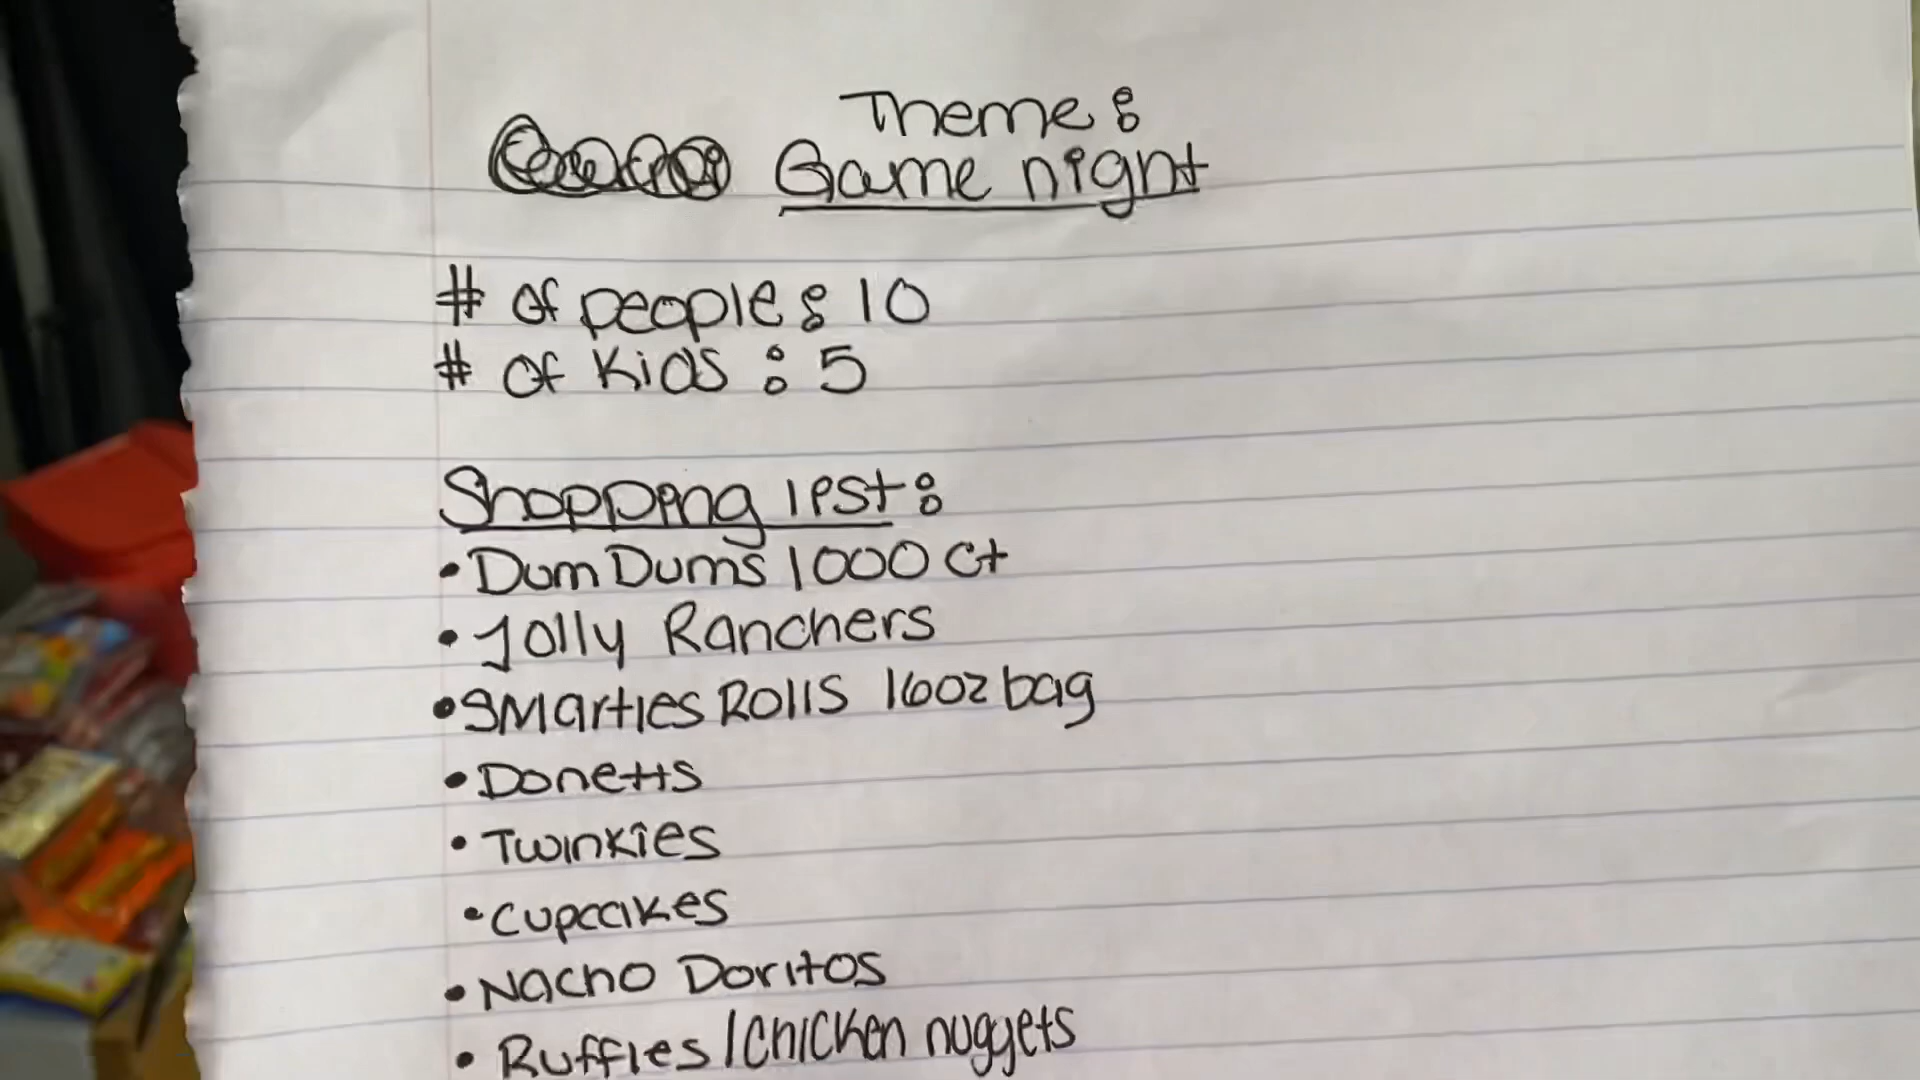 Theme:
Game night
# of people: 10
# of Kids: 5
Shopping list:
• Dum Dums 1000 ct
• Jolly Ranchers
• Smarties Rolls 16oz bag
• Donetts
• Twinkies
• Cupcakes
• Nacho Doritos
• Ruffles / Chicken nuggets